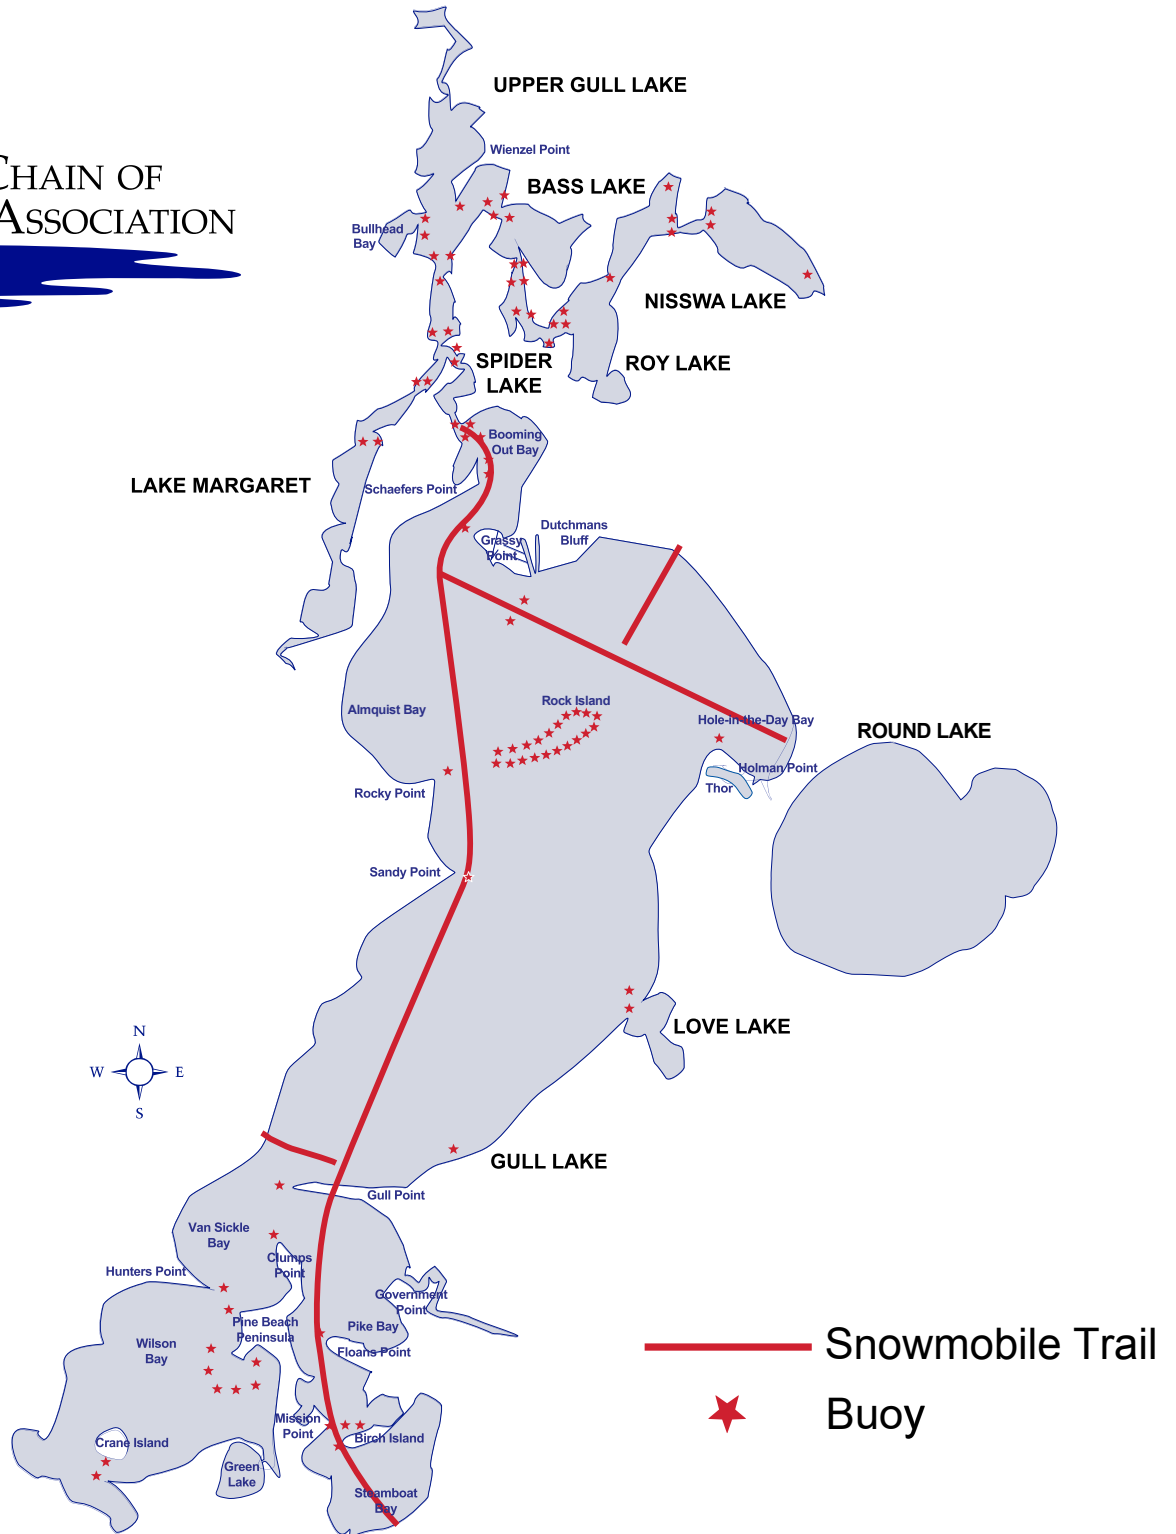 UPPER GULL LAKE
Wienzel Point
CHAIN OF
ASSOCIATION
BASS LAKE
Bullhead
Bay
NISSWA LAKE
SPIDER
LAKE
ROY LAKE
Booming
Out Bay
LAKE MARGARET
Schaefers Point
Dutchmans
Bluff
Grassy
Point
Rock Island
Almquist Bay
Hole-in-the-Day Bay
ROUND LAKE
Holman Point
Thor
Rocky Point
Sandy Point
LOVE LAKE
N
W E
S
GULL LAKE
Gull Point
Van Sickle
Bay
Clumps
Point
Hunters Point
Government
Point
Pine Beach
Peninsula
Pike Bay
Wilson
Bay
Floans Point
Snowmobile Trail
Buoy
Mission
Point
Birch Island
Crane Island
Green
Lake
Steamboat
Bay